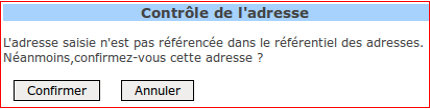 Contrôle de l'adresse
L'adresse saisie n'est pas référencée dans le référentiel des adresses.
Néanmoins,confirmez-vous cette adresse ?
Confirmer Annuler